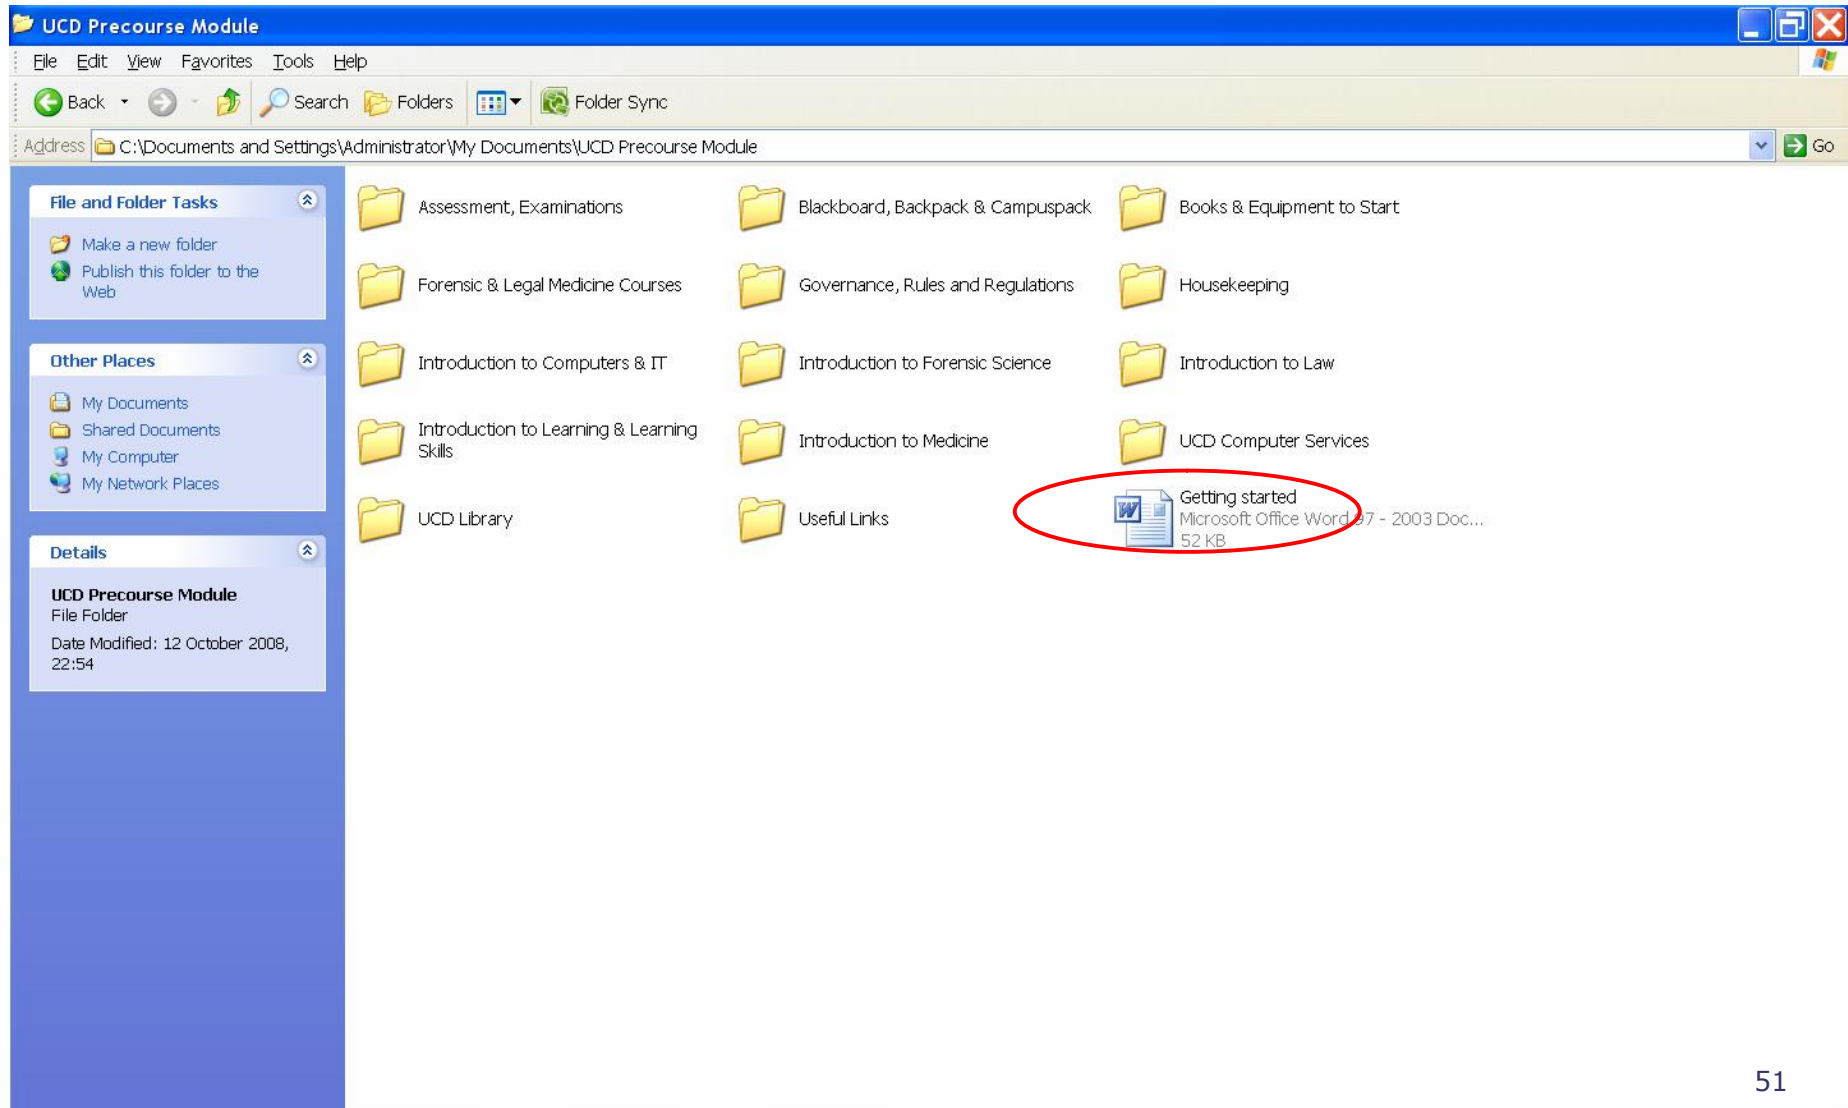 UCD Precourse Module
File Edit View Favorites Tools Help
Back Search Folders Folder Sync
Address C:\Documents and Settings\Administrator\My Documents\UCD Precourse Module Go
File and Folder Tasks
Make a new folder
Publish this folder to the
Web
Other Places
My Documents
Shared Documents
My Computer
My Network Places
Details
UCD Precourse Module
File Folder
Date Modified: 12 October 2008,
22:54
Assessment, Examinations
Blackboard, Backpack & Campuspack
Books & Equipment to Start
Forensic & Legal Medicine Courses
Governance, Rules and Regulations
Housekeeping
Introduction to Computers & IT
Introduction to Forensic Science
Introduction to Law
Introduction to Learning & Learning
Skills
Introduction to Medicine
UCD Computer Services
UCD Library
Useful Links
Getting started
Microsoft Office Word 97 - 2003 Doc...
52 KB
51